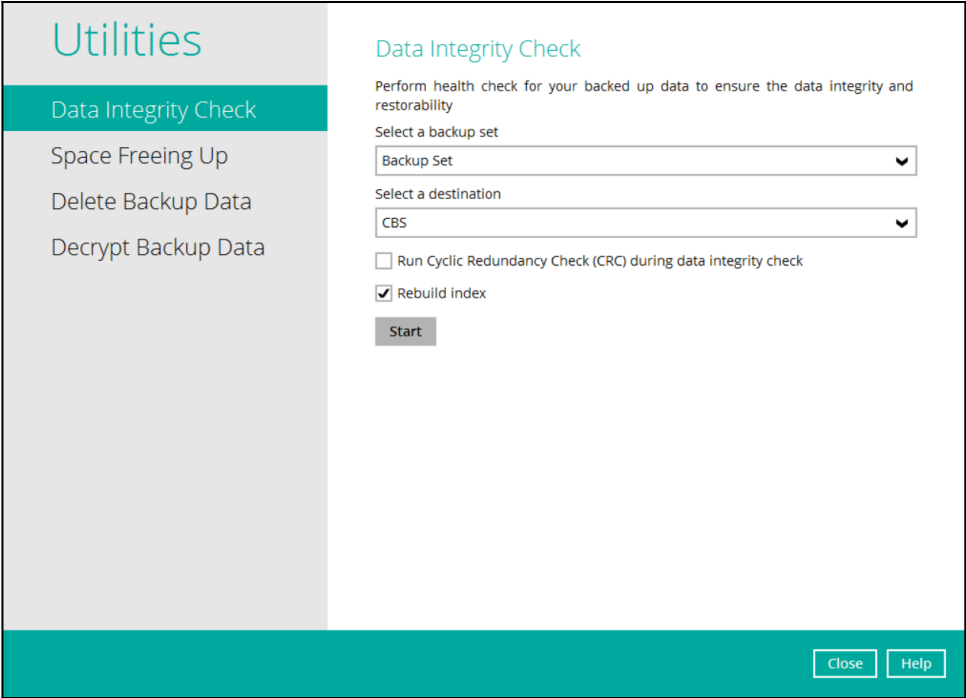 Utilities
Data Integrity Check
Space Freeing Up
Delete Backup Data
Decrypt Backup Data
Data Integrity Check
Perform health check for your backed up data to ensure the data integrity and
restorability
Select a backup set
Backup Set
Select a destination
CBS
Run Cyclic Redundancy Check (CRC) during data integrity check
Rebuild index
Start
Close
Help